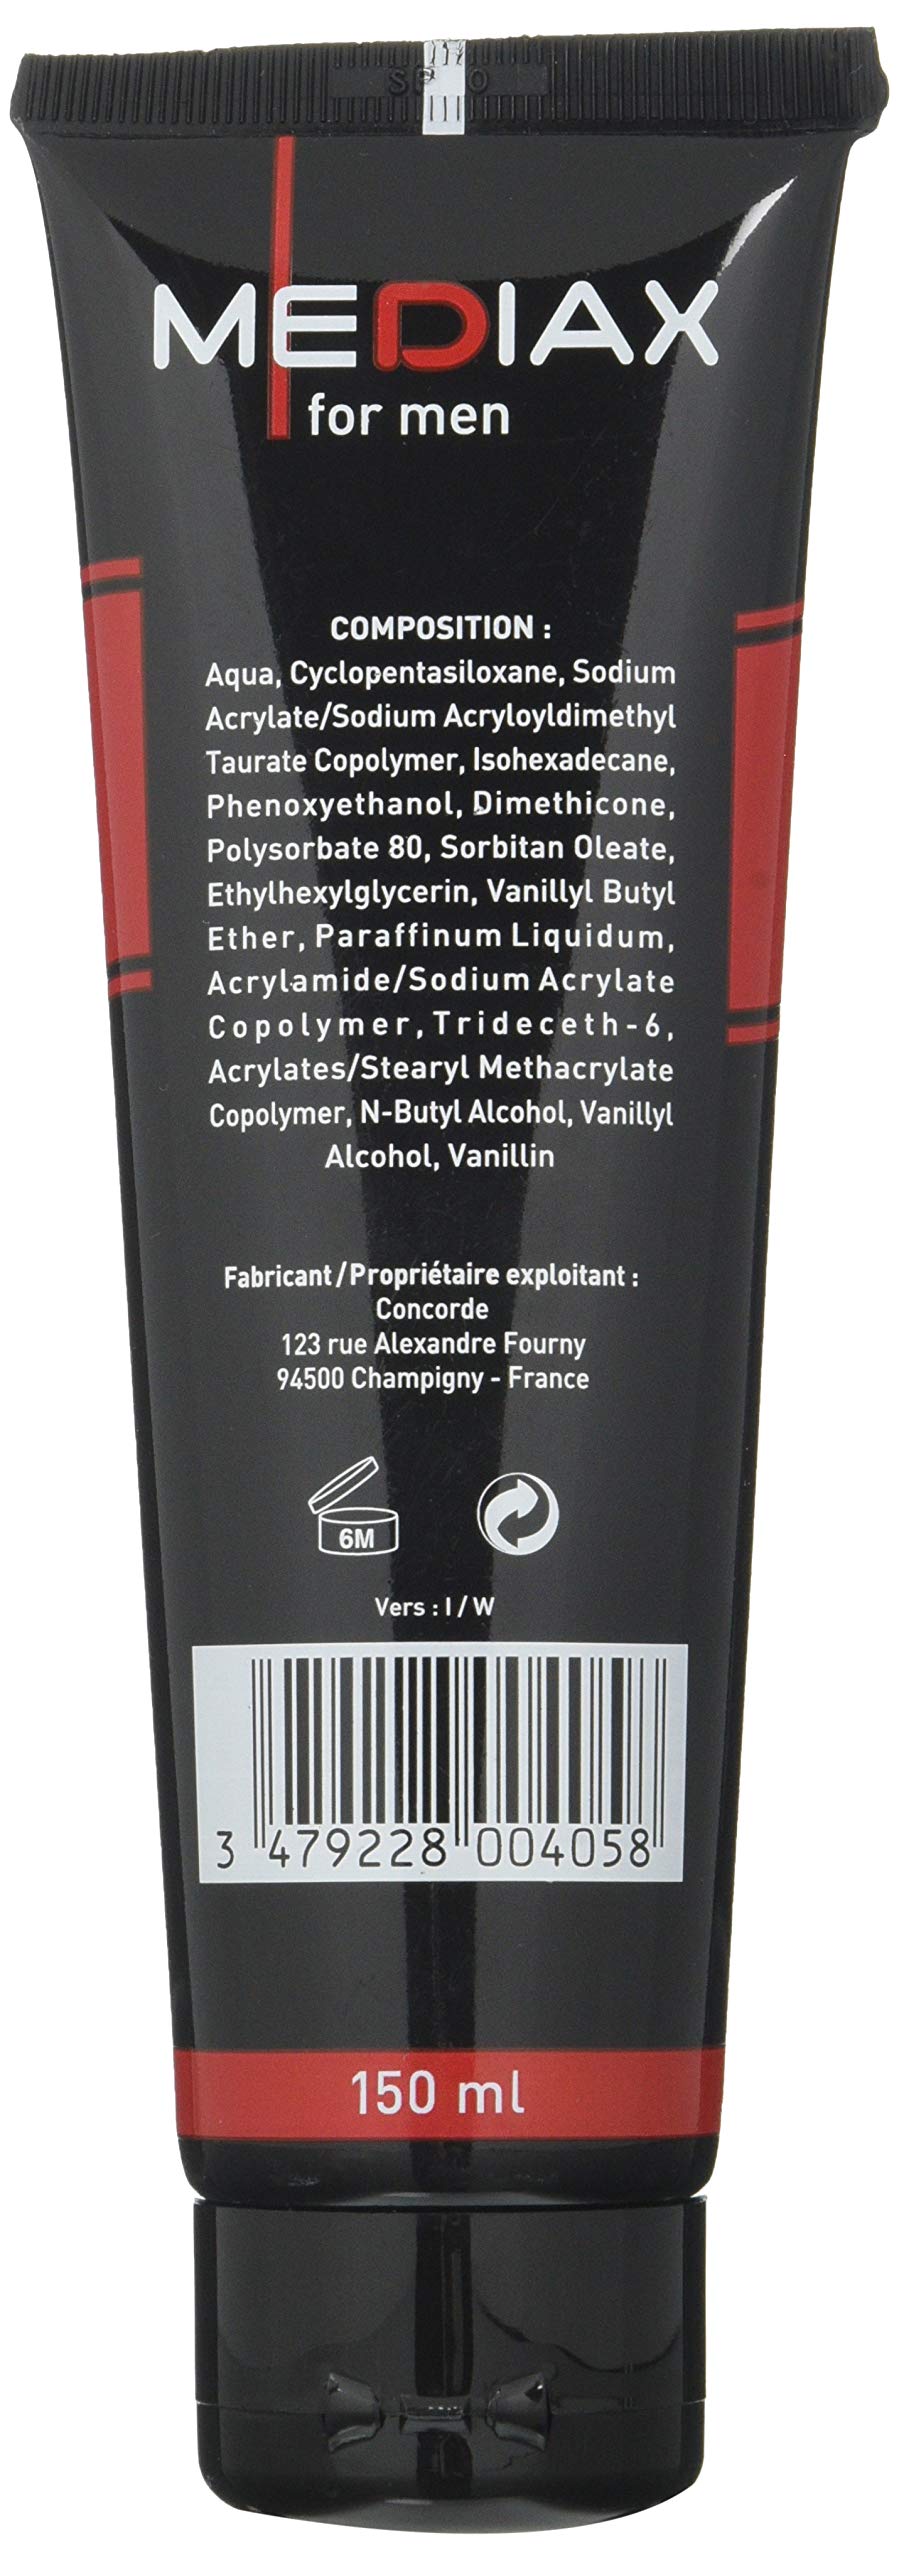 MEDIAX
for men
COMPOSITION :
Aqua, Cyclopentasiloxane, Sodium
Acrylate/Sodium Acryloyldimethyl
Taurate Copolymer, Isohexadecane,
Phenoxyethanol, Dimethicone,
Polysorbate 80, Sorbitan Oleate,
Ethylhexylglycerin, Vanillyl Butyl
Ether, Paraffinum Liquidum,
Acrylamide/Sodium Acrylate
Copolymer, Trideceth-6,
Acrylates/Stearyl Methacrylate
Copolymer, N-Butyl Alcohol, Vanillyl
Alcohol, Vanillin
Fabricant/Propriétaire exploitant :
Concorde
123 rue Alexandre Fourny
94500 Champigny - France
6M
Vers : I / W
3 479228 004058
150 ml